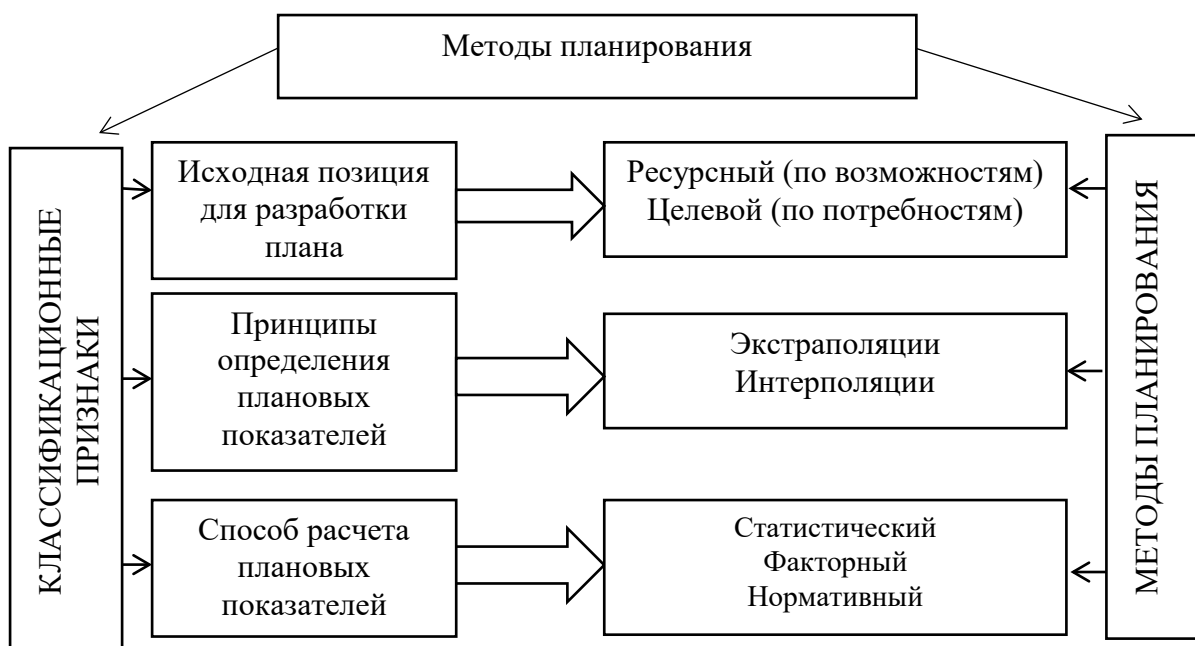 Методы планирования
КЛАССИФИКАЦИОННЫЕ
ПРИЗНАКИ
Исходная позиция
для разработки
плана
Ресурсный (по возможностям)
Целевой (по потребностям)
Принципы
определения
плановых
показателей
Экстраполяции
Интерполяции
Способ расчета
плановых
показателей
Статистический
Факторный
Нормативный
МЕТОДЫ ПЛАНИРОВАНИЯ